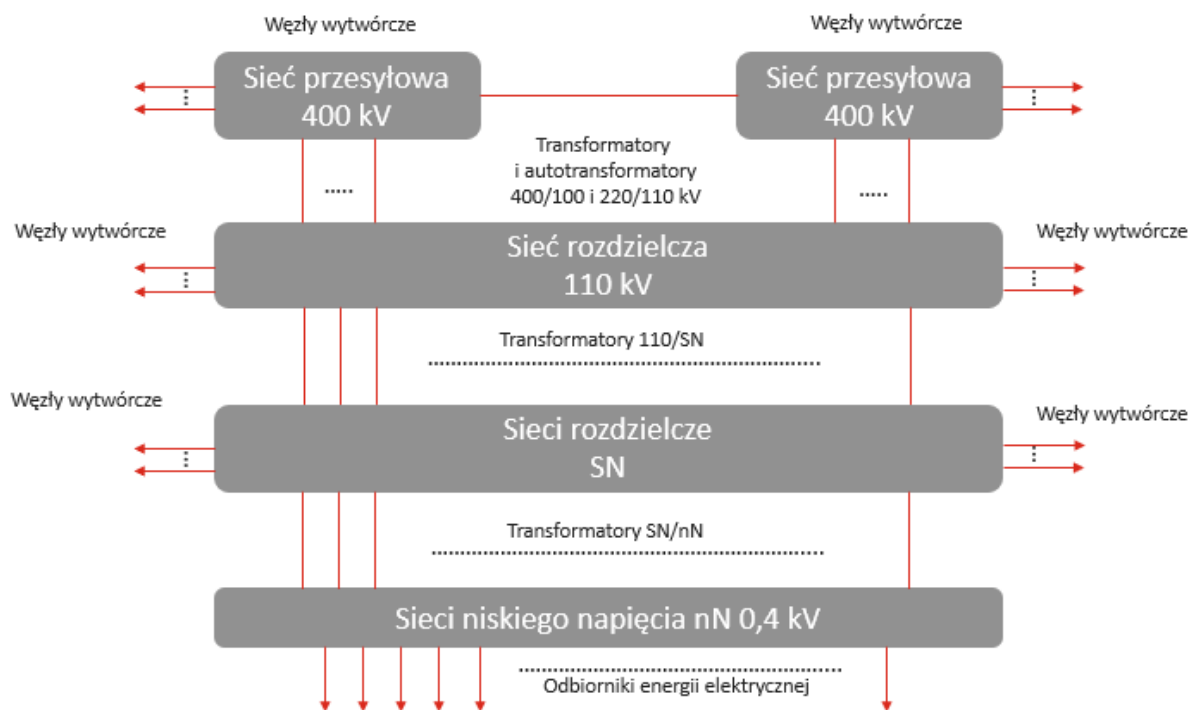 Węzły wytwórcze
Węzły wytwórcze
Sieć przesyłowa
400 kV
Sieć przesyłowa
400 kV
Transformatory
i autotransformatory
400/100 i 220/110 kV
Węzły wytwórcze
Węzły wytwórcze
Sieć rozdzielcza
110 kV
Transformatory 110/SN
Węzły wytwórcze
Węzły wytwórcze
Sieci rozdzielcze
SN
Transformatory SN/nN
Sieci niskiego napięcia nN 0,4 kV
Odbiorniki energii elektrycznej